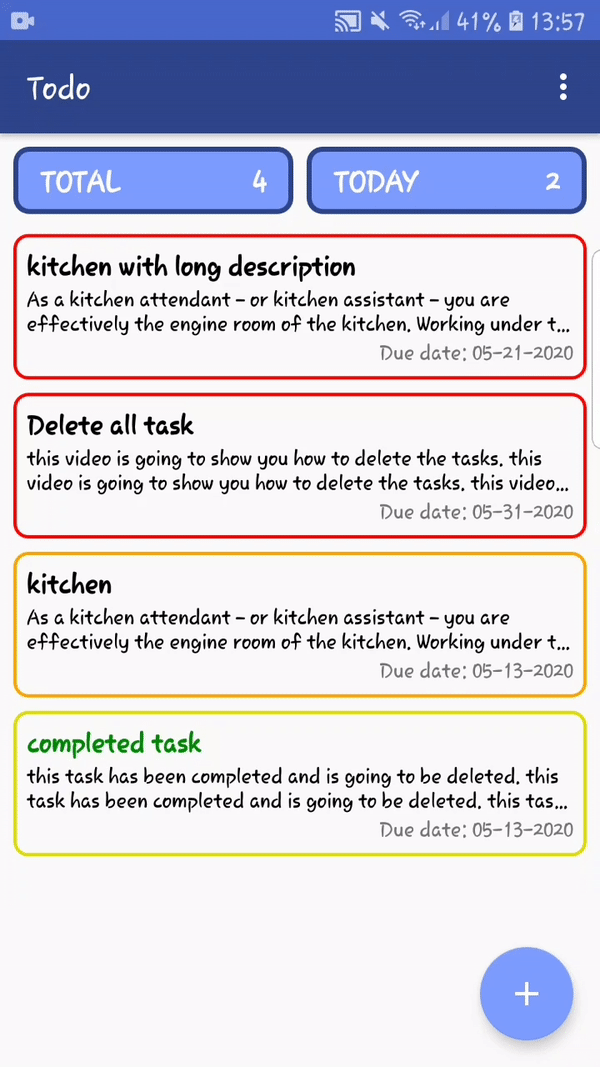 41% 13:57
Todo
TOTAL 4 TODAY 2
kitchen with long description
As a kitchen attendant – or kitchen assistant – you are
effectively the engine room of the kitchen. Working under t...
Due date: 05-21-2020
Delete all task
this video is going to show you how to delete the tasks. this
video is going to show you how to delete the tasks. this video...
Due date: 05-31-2020
kitchen
As a kitchen attendant – or kitchen assistant – you are
effectively the engine room of the kitchen. Working under t...
Due date: 05-13-2020
completed task
this task has been completed and is going to be deleted. this
task has been completed and is going to be deleted. this tas...
Due date: 05-13-2020